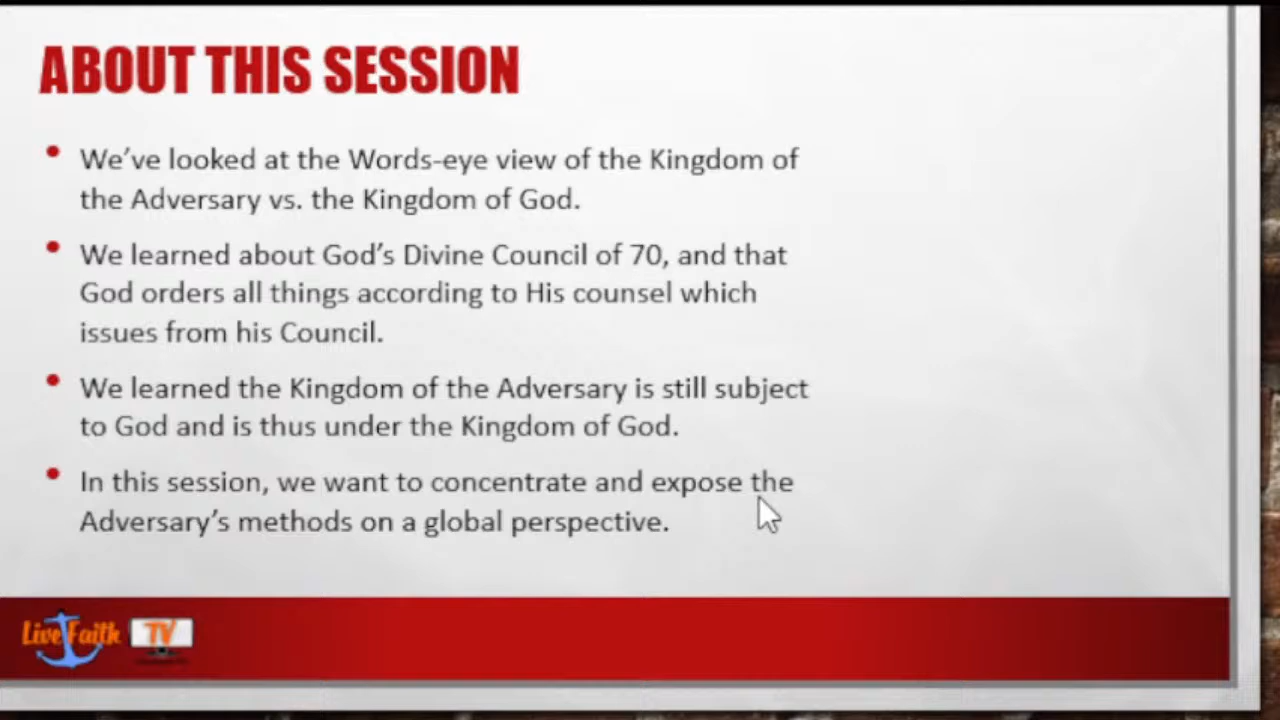 ABOUT THIS SESSION
• We've looked at the Words-eye view of the Kingdom of
the Adversary vs. the Kingdom of God.
• We learned about God's Divine Council of 70, and that
God orders all things according to His counsel which
issues from his Council.
• We learned the Kingdom of the Adversary is still subject
to God and is thus under the Kingdom of God.
• In this session, we want to concentrate and expose the
Adversary's methods on a global perspective.
Live Faith TV